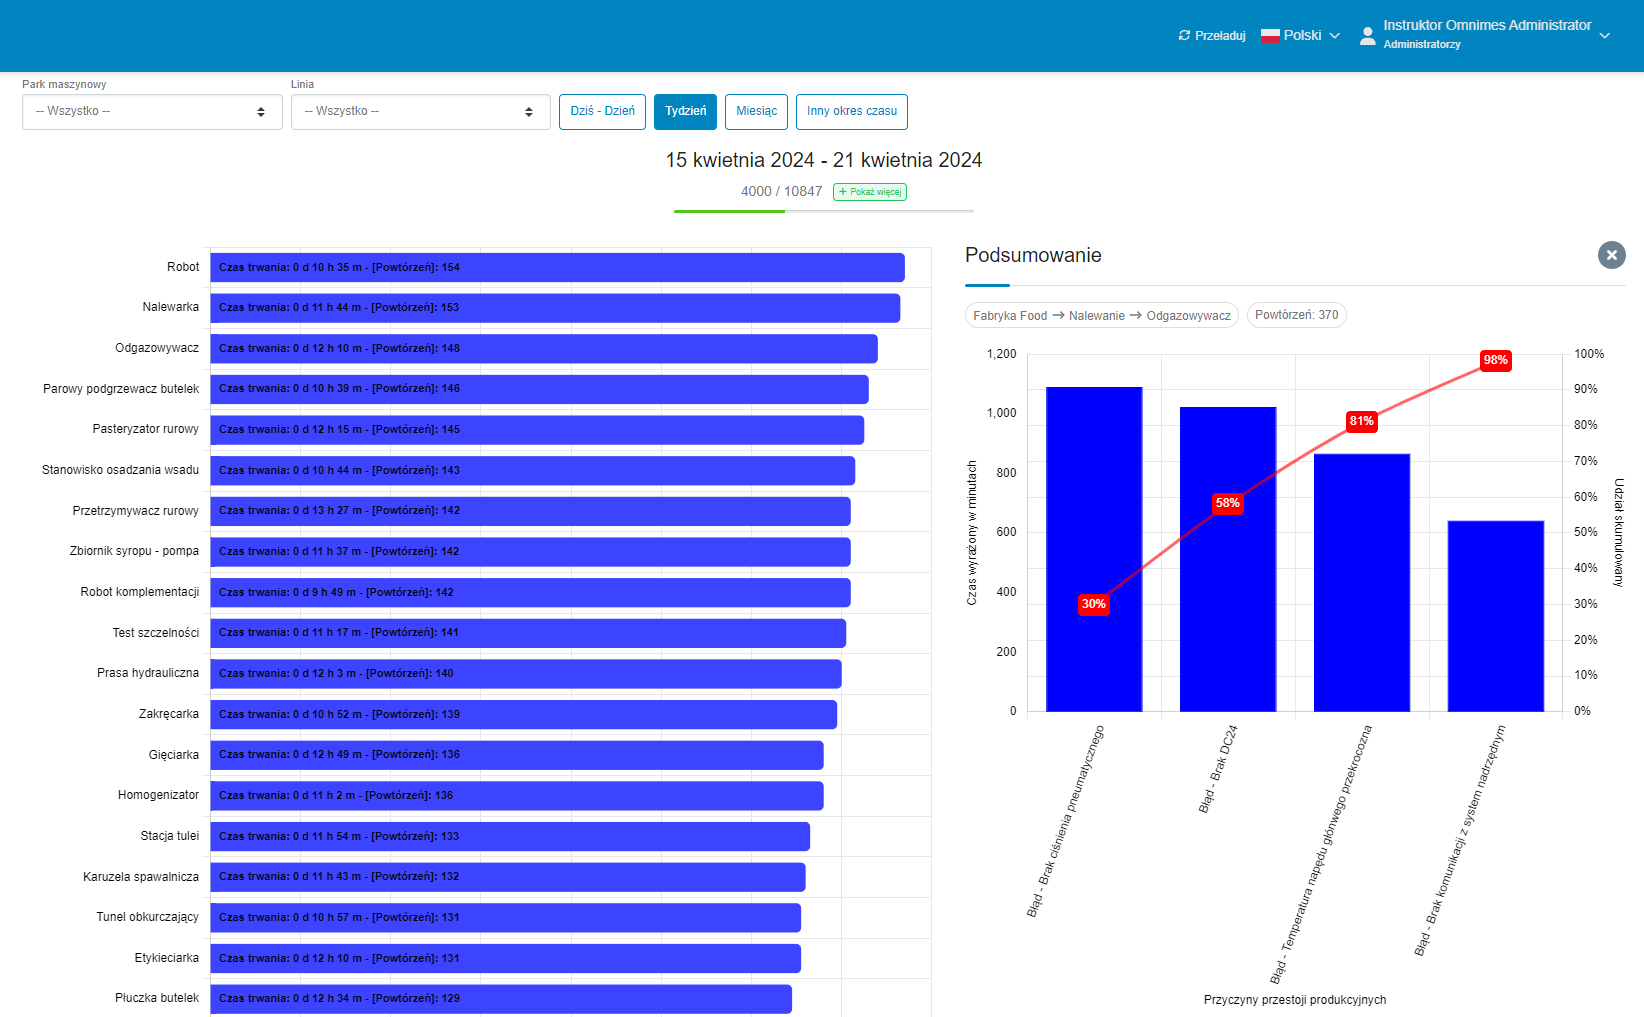 Przeładuj
Polski
Instruktor Omnimes Administrator
Administratorzy
Park maszynowy
Linia
-- Wszystko --
-- Wszystko --
Dziś - Dzień
Tydzień
Miesiąc
Inny okres czasu
15 kwietnia 2024 - 21 kwietnia 2024
4000 / 10847
+ Pokaż więcej
Robot
Czas trwania: 0 d 10 h 35 m - [Powtórzeń]: 154
Nalewarka
Czas trwania: 0 d 11 h 44 m - [Powtórzeń]: 153
Odgazowywacz
Czas trwania: 0 d 12 h 10 m - [Powtórzeń]: 148
Parowy podgrzewacz butelek
Czas trwania: 0 d 10 h 39 m - [Powtórzeń]: 146
Pasteryzator rurowy
Czas trwania: 0 d 12 h 15 m - [Powtórzeń]: 145
Stanowisko osadzania wsadu
Czas trwania: 0 d 10 h 44 m - [Powtórzeń]: 143
Przetrzymywacz rurowy
Czas trwania: 0 d 13 h 27 m - [Powtórzeń]: 142
Zbiornik syropu - pompa
Czas trwania: 0 d 11 h 37 m - [Powtórzeń]: 142
Robot komplementacji
Czas trwania: 0 d 9 h 49 m - [Powtórzeń]: 142
Test szczelności
Czas trwania: 0 d 11 h 17 m - [Powtórzeń]: 141
Prasa hydrauliczna
Czas trwania: 0 d 12 h 3 m - [Powtórzeń]: 140
Zakręcarka
Czas trwania: 0 d 10 h 52 m - [Powtórzeń]: 139
Gięciarka
Czas trwania: 0 d 12 h 49 m - [Powtórzeń]: 136
Homogenizator
Czas trwania: 0 d 11 h 2 m - [Powtórzeń]: 136
Stacja tulei
Czas trwania: 0 d 11 h 54 m - [Powtórzeń]: 133
Karuzela spawalnicza
Czas trwania: 0 d 11 h 43 m - [Powtórzeń]: 132
Tunel obkurczający
Czas trwania: 0 d 10 h 57 m - [Powtórzeń]: 131
Etykieciarka
Czas trwania: 0 d 12 h 10 m - [Powtórzeń]: 131
Płuczka butelek
Czas trwania: 0 d 12 h 34 m - [Powtórzeń]: 129
Podsumowanie
Fabryka Food → Nalewanie → Odgazowywacz
Powtórzeń: 370
Czas wyrażony w minutach
1,200
1,000
800
600
400
200
0
30%
58%
81%
98%
100%
90%
80%
70%
60%
50%
40%
30%
20%
10%
0%
Udział skumulowany
Błąd - Brak ciśnienia pneumatycznego
Błąd - Brak DC24
Błąd - Temperatura napędu głónwego przekrocozna
Błąd - Brak komunikacji z system nadrzędnym
Przyczyny przestoji produkcyjnych